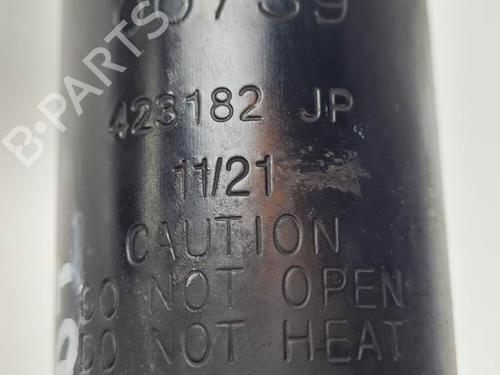 423182 JP
11/21
CAUTION
DO NOT OPEN
DO NOT HEAT
B-PARTS